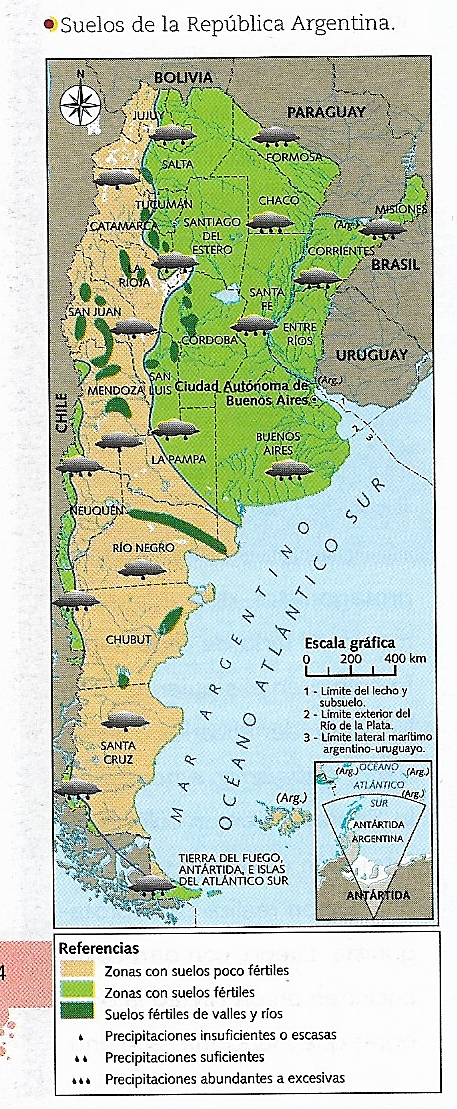 Suelos de la República Argentina.
N
BOLIVIA
PARAGUAY
JUJUY
SALTA
FORMOSA
TUCUMÁN
CHACO
MISIONES
CATAMARCA
SANTIAGO
DEL
ESTERO
(Arg.)
CORRIENTES
BRASIL
LA
RIOJA
SANTA
FE
SAN JUAN
CÓRDOBA
ENTRE
RÍOS
URUGUAY
MENDOZA
SAN
LUIS
Ciudad Autónoma de
Buenos Aires
(Arg.)
1
2
3
CHILE
BUENOS
AIRES
LA PAMPA
NEUQUÉN
RÍO NEGRO
CHUBUT
SANTA
CRUZ
MAR ARGENTINO
OCÉANO ATLÁNTICO SUR
Escala gráfica
0 200 400 km
1 - Límite del lecho y
subsuelo.
2 - Límite exterior del
Río de la Plata.
3 - Límite lateral marítimo
argentino-uruguayo.
(Arg.)
TIERRA DEL FUEGO,
ANTÁRTIDA, E ISLAS
DEL ATLÁNTICO SUR
(Arg.) OCÉANO (Arg.)
ATLÁNTICO
(Arg.)
SUR
ANTÁRTIDA
ARGENTINA
ANTÁRTIDA
4
Referencias
Zonas con suelos poco fértiles
Zonas con suelos fértiles
Suelos fértiles de valles y ríos
Precipitaciones insuficientes o escasas
Precipitaciones suficientes
Precipitaciones abundantes a excesivas